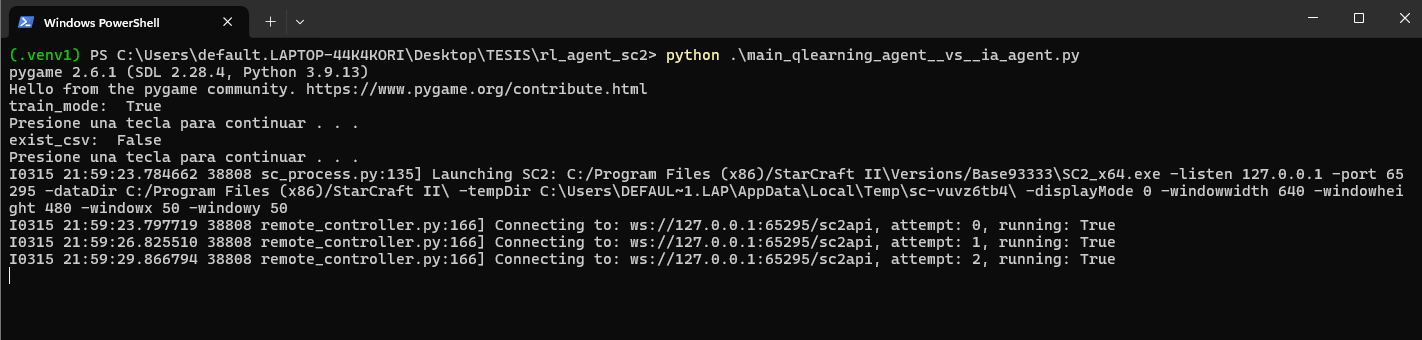 Windows PowerShell
(.venv1) PS C:\Users\default.LAPTOP-44K4KORI\Desktop\TESIS\rl_agent_sc2> python .\main_qlearning_agent__vs__ia_agent.py
pygame 2.6.1 (SDL 2.28.4, Python 3.9.13)
Hello from the pygame community. https://www.pygame.org/contribute.html
train_mode:  True
Presione una tecla para continuar . . .
exist_csv:  False
Presione una tecla para continuar . . .
I0315 21:59:23.784662 38808 sc_process.py:135] Launching SC2: C:/Program Files (x86)/StarCraft II\Versions/Base93333\SC2_x64.exe -listen 127.0.0.1 -port 65
295 -dataDir C:/Program Files (x86)/StarCraft II\ -tempDir C:\Users\DEFAUL~1.LAP\AppData\Local\Temp\sc-vuvz6tb4\ -displayMode 0 -windowwidth 640 -windowhei
ght 480 -windowx 50 -windowy 50
I0315 21:59:23.797719 38808 remote_controller.py:166] Connecting to: ws://127.0.0.1:65295/sc2api, attempt: 0, running: True
I0315 21:59:26.825510 38808 remote_controller.py:166] Connecting to: ws://127.0.0.1:65295/sc2api, attempt: 1, running: True
I0315 21:59:29.866794 38808 remote_controller.py:166] Connecting to: ws://127.0.0.1:65295/sc2api, attempt: 2, running: True